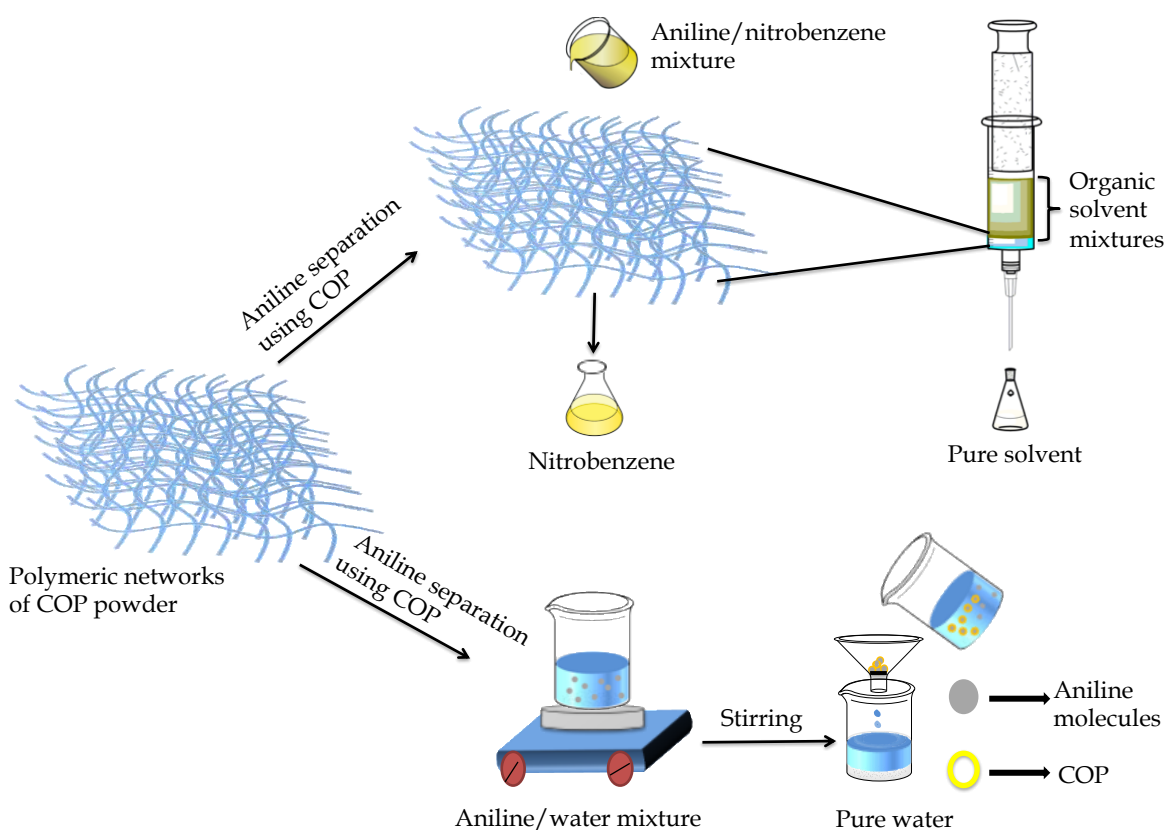 Aniline/nitrobenzene
mixture
Organic
solvent
mixtures
Aniline separation
using COP
Nitrobenzene
Pure solvent
Polymeric networks
of COP powder
Aniline separation
using COP
Stirring
Aniline
molecules
COP
Aniline/water mixture
Pure water